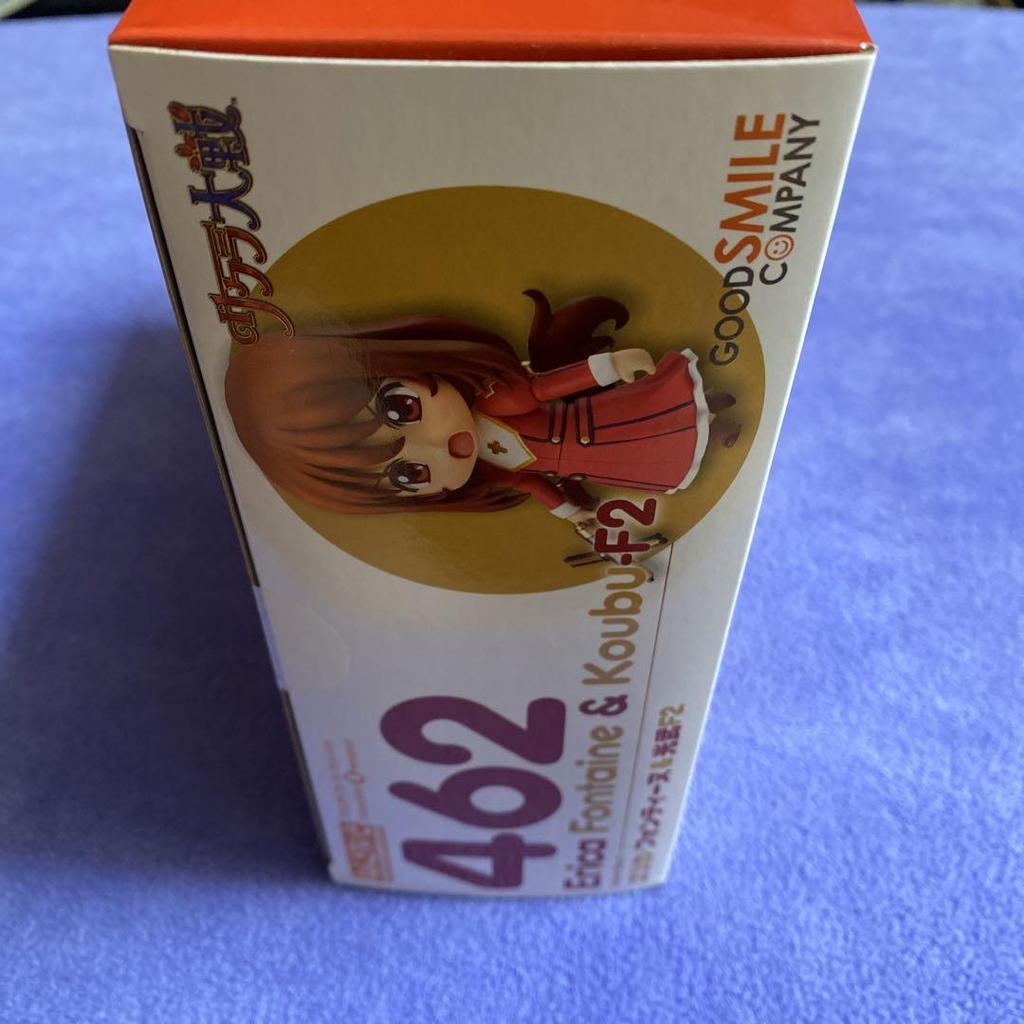 サクラ大戦
GOOD SMILE
COMPANY
462
Erica Fontaine & Koubu-F2
エリカ・フォンティーヌ & 光武F2